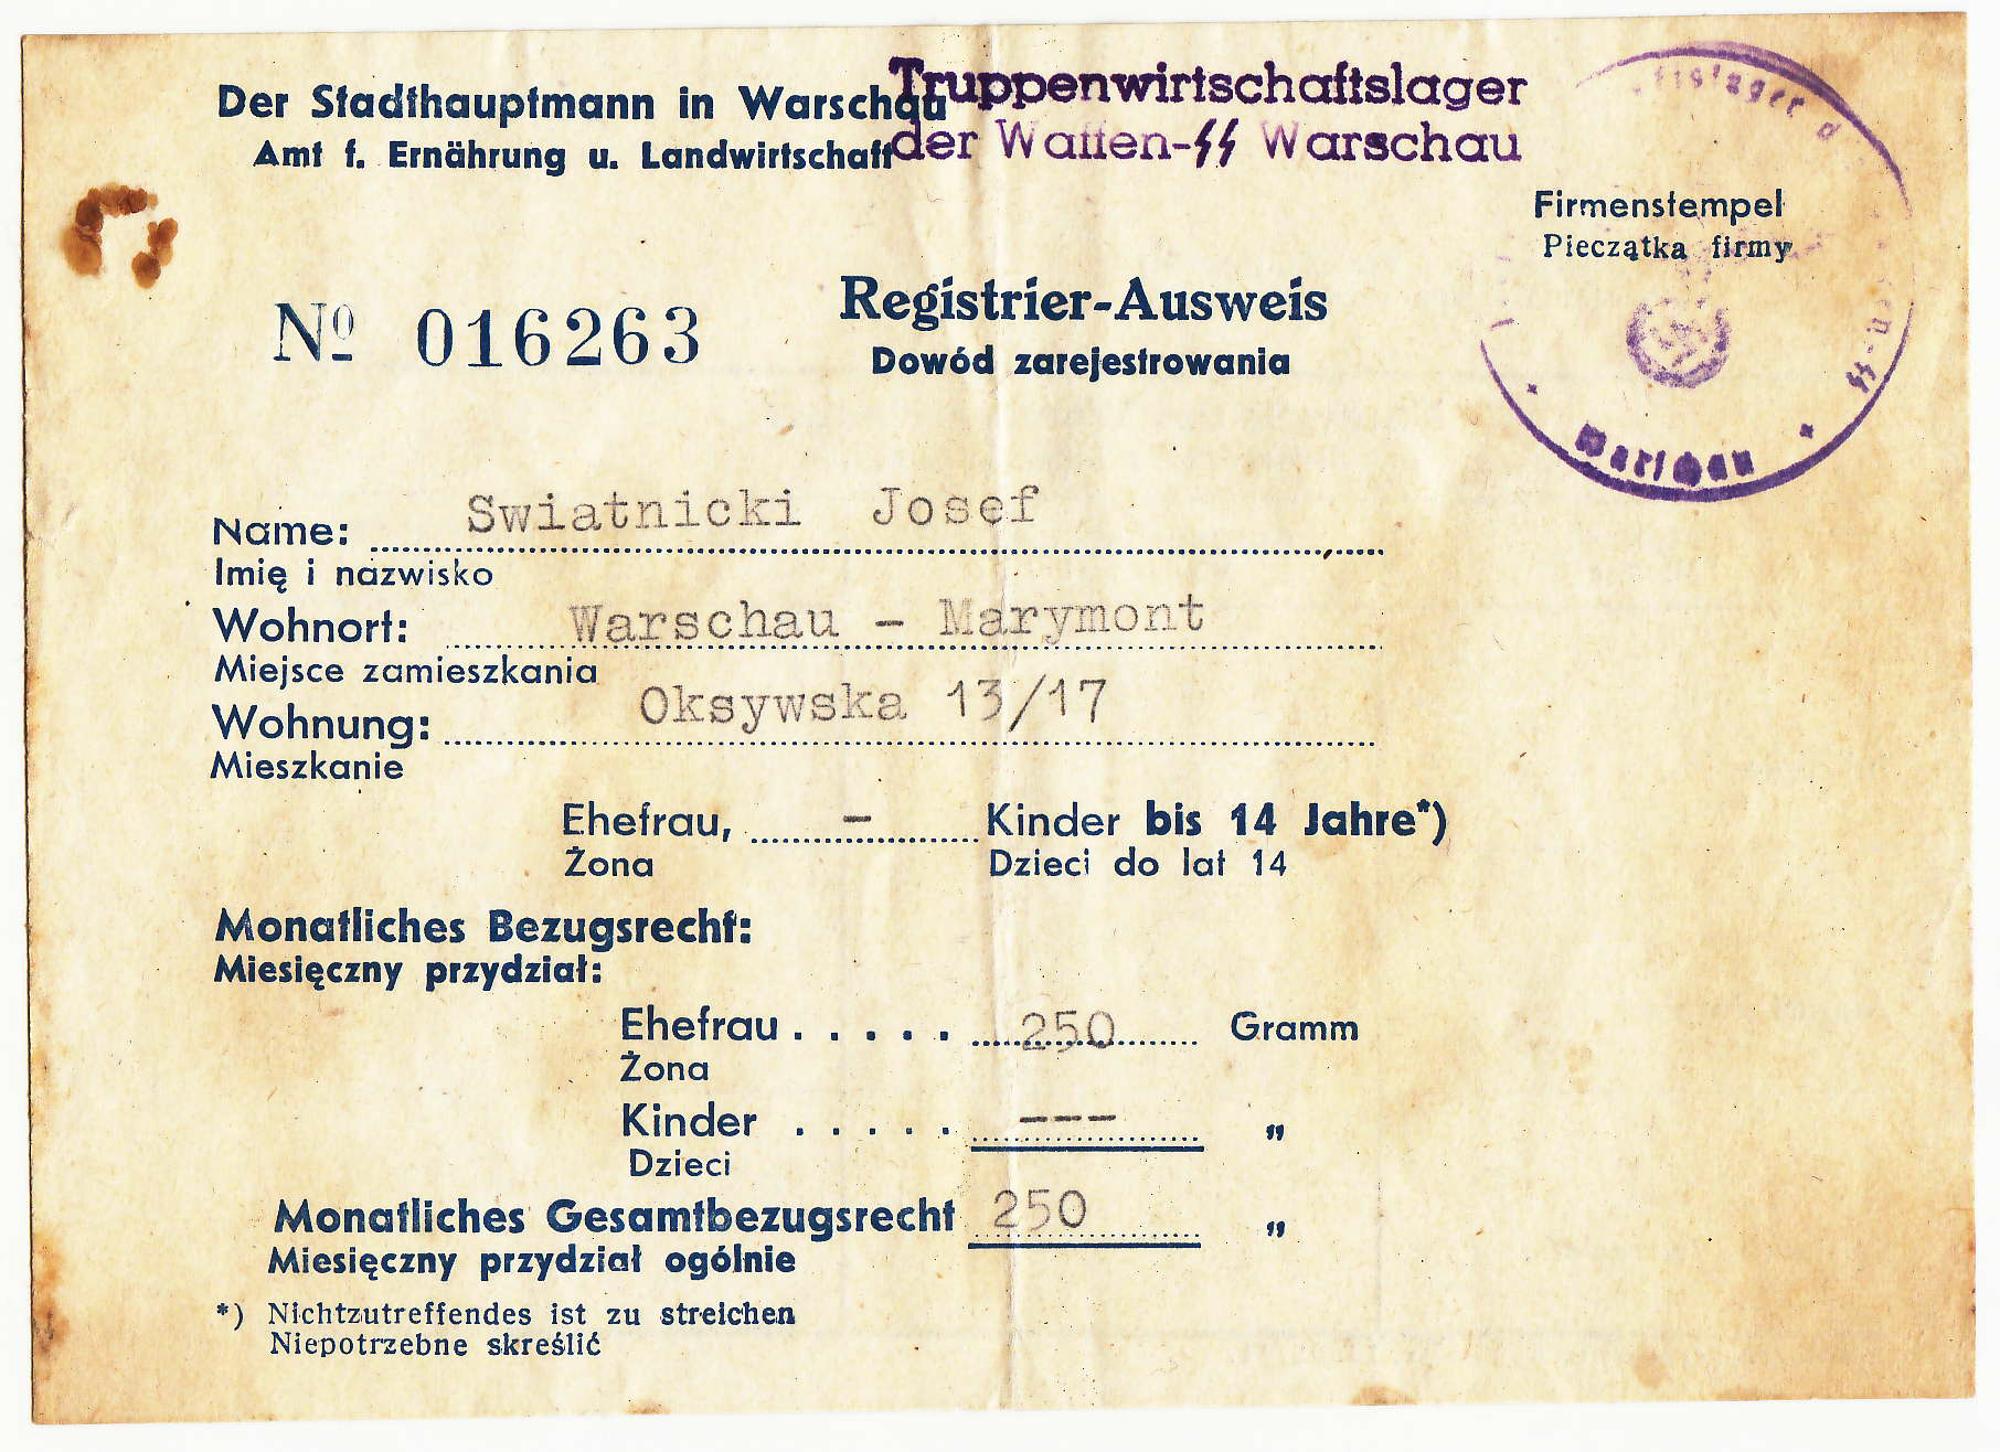 Der Stadthauptmann in Warschau
Amt f. Ernährung u. Landwirtschaft
Truppenwirtschaftslager
der Waffen-SS Warschau
Firmenstempel
Pieczątka firmy
SS-
Warschau
Nº 016263
Registrier-Ausweis
Dowód zarejestrowania
Name: Swiatnicki Josef
Imię i nazwisko
Wohnort: Warschau - Marymont
Miejsce zamieszkania
Wohnung: Oksywska 13/17
Mieszkanie
Ehefrau, - Kinder bis 14 Jahre*)
Żona Dzieci do lat 14
Monatliches Bezugsrecht:
Miesięczny przydział:
Ehefrau . . . . . 250 Gramm
Żona
Kinder . . . . . --- „
Dzieci
Monatliches Gesamtbezugsrecht 250 „
Miesięczny przydział ogólnie
*) Nichtzutreffendes ist zu streichen
Niepotrzebne skreślić